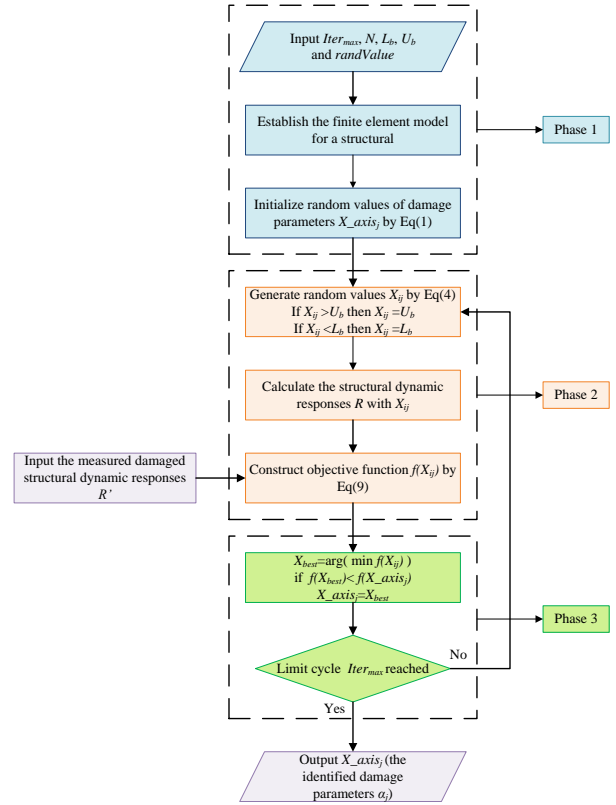 Input Iter_max, N, L_b, U_b
and randValue
Establish the finite element model
for a structural
Phase 1
Initialize random values of damage
parameters X_axis_j by Eq(1)
Generate random values X_ij by Eq(4)
If X_ij >U_b then X_ij =U_b
If X_ij <L_b then X_ij =L_b
Calculate the structural dynamic
responses R with X_ij
Phase 2
Input the measured damaged
structural dynamic responses
R’
Construct objective function f(X_ij) by
Eq(9)
X_best=arg( min f(X_ij) )
if f(X_best)< f(X_axis_j)
X_axis_j=X_best
Phase 3
Limit cycle Iter_max reached
No
Yes
Output X_axis_j (the
identified damage
parameters α_j)